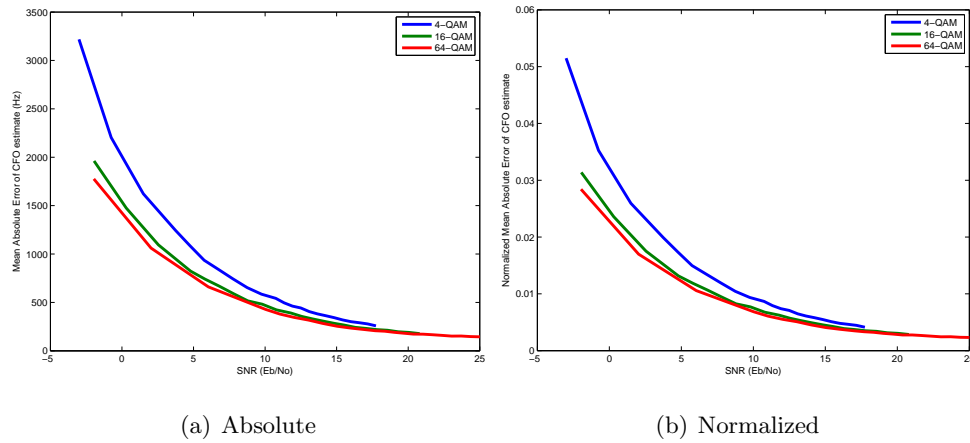 3500
3000
2500
2000
1500
1000
500
0
Mean Absolute Error of CFO estimate (Hz)
4−QAM
16−QAM
64−QAM
−5
0
5
10
15
20
25
SNR (Eb/No)
(a) Absolute
0.06
0.05
0.04
0.03
0.02
0.01
0
Normalized Mean Absolute Error of CFO estimate
4−QAM
16−QAM
64−QAM
−5
0
5
10
15
20
25
SNR (Eb/No)
(b) Normalized